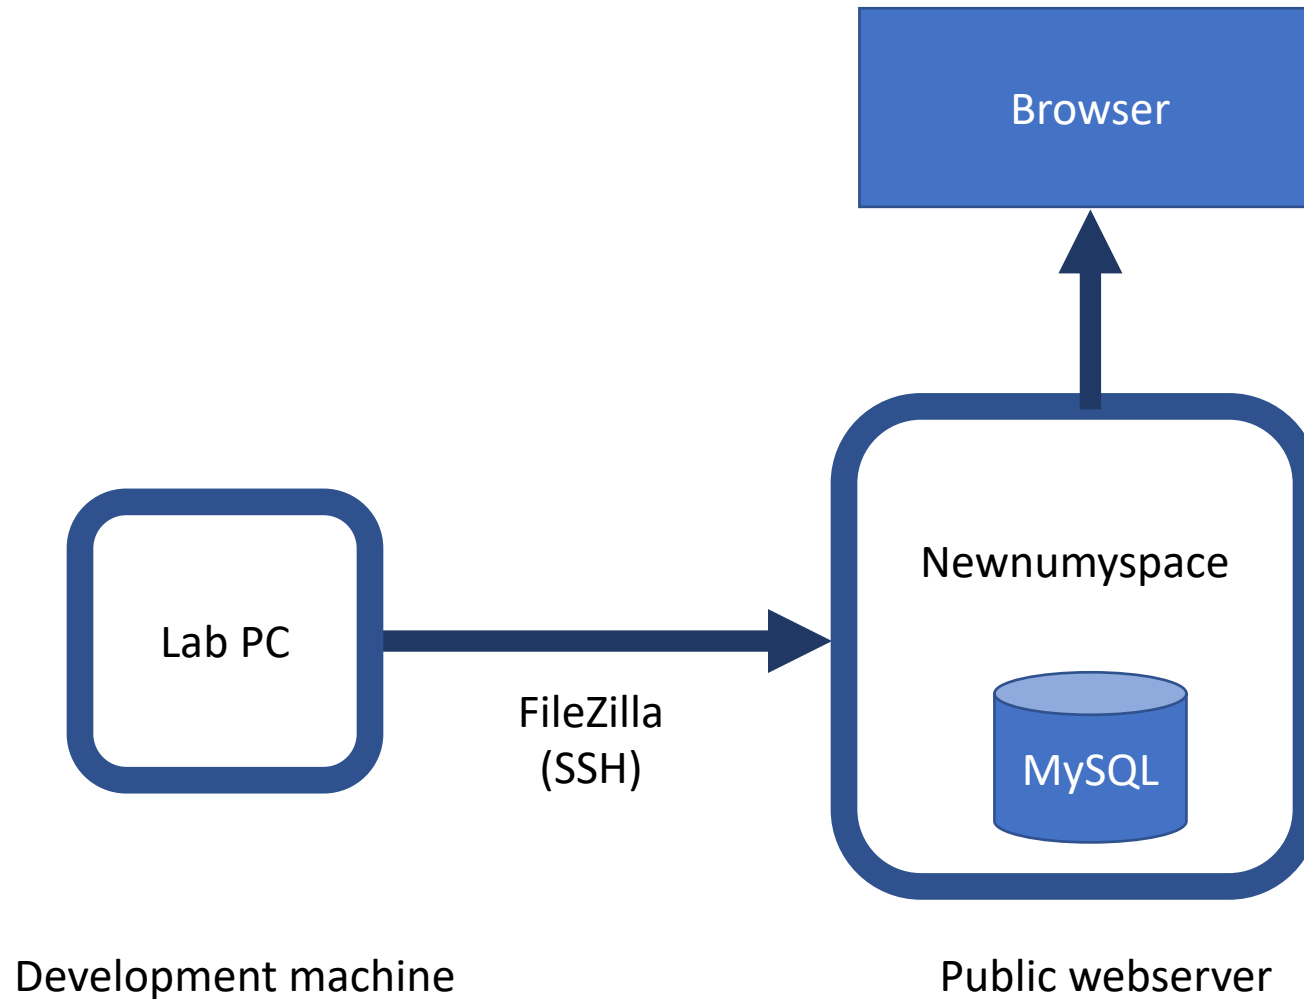 Browser
Newnumyspace
Lab PC
FileZilla
(SSH)
MySQL
Development machine
Public webserver